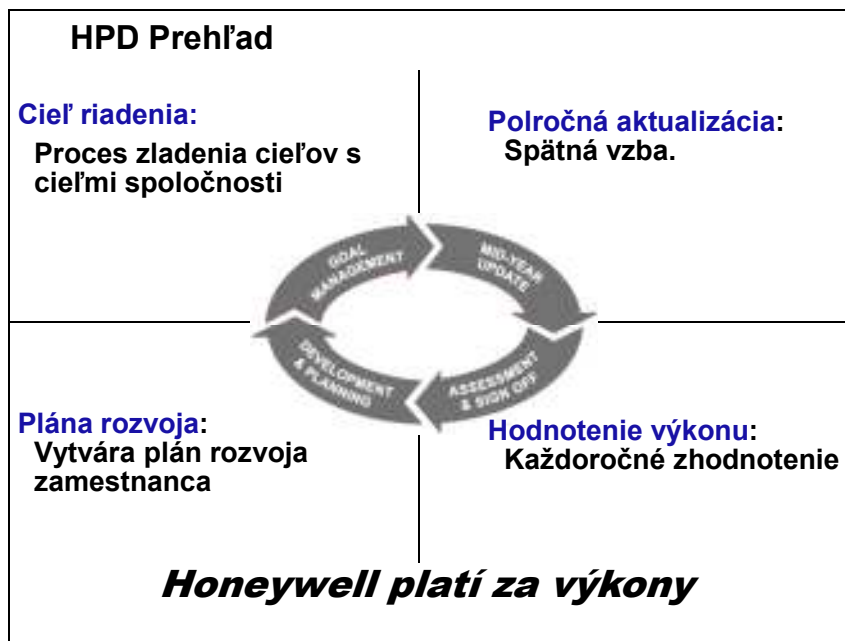 HPD Prehľad
Cieľ riadenia:
Proces zladenia cieľov s
cieľmi spoločnosti
Polročná aktualizácia:
Spätná vzba.
GOAL
MANAGEMENT
MID-YEAR
UPDATE
DEVELOPMENT
& PLANNING
ASSESSMENT
& SIGN OFF
Plána rozvoja:
Vytvára plán rozvoja
zamestnanca
Hodnotenie výkonu:
Každoročné zhodnotenie
Honeywell platí za výkony